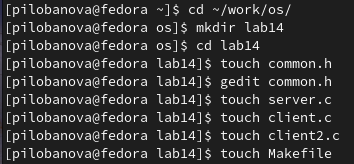 [pilobanova@fedora ~]$ cd ~/work/os/
[pilobanova@fedora os]$ mkdir lab14
[pilobanova@fedora os]$ cd lab14
[pilobanova@fedora lab14]$ touch common.h
[pilobanova@fedora lab14]$ gedit common.h
[pilobanova@fedora lab14]$ touch server.c
[pilobanova@fedora lab14]$ touch client.c
[pilobanova@fedora lab14]$ touch client2.c
[pilobanova@fedora lab14]$ touch Makefile